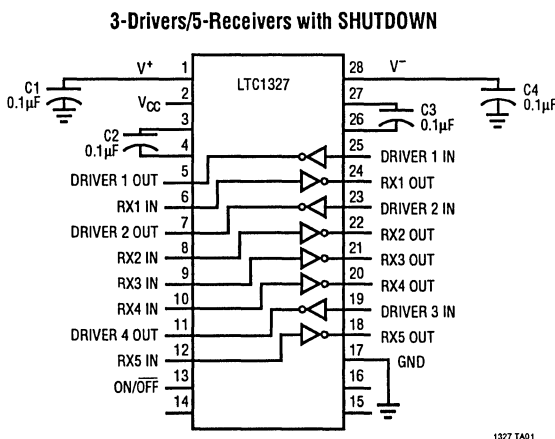 3-Drivers/5-Receivers with SHUTDOWN
LTC1327
C1
0.1µF
V+
1
28
V−
C4
0.1µF
VCC
2
27
C3
0.1µF
3
26
C2
0.1µF
4
25
DRIVER 1 IN
DRIVER 1 OUT
5
24
RX1 OUT
RX1 IN
6
23
DRIVER 2 IN
DRIVER 2 OUT
7
22
RX2 OUT
RX2 IN
8
21
RX3 OUT
RX3 IN
9
20
RX4 OUT
RX4 IN
10
19
DRIVER 3 IN
DRIVER 4 OUT
11
18
RX5 OUT
RX5 IN
12
17
GND
ON/OFF
13
16
14
15
1327 TA01